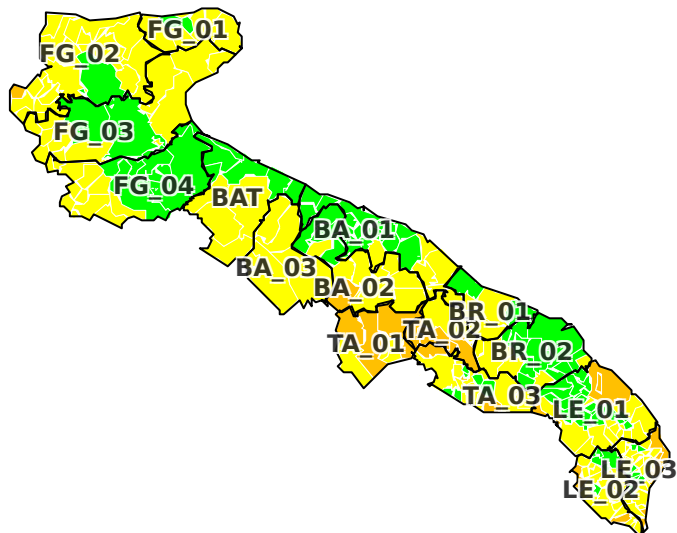 FG_01
FG_02
FG_03
FG_04
BAT
BA_01
BA_03
BA_02
BR_01
TA_02
TA_01
BR_02
TA_03
LE_01
LE_03
LE_02